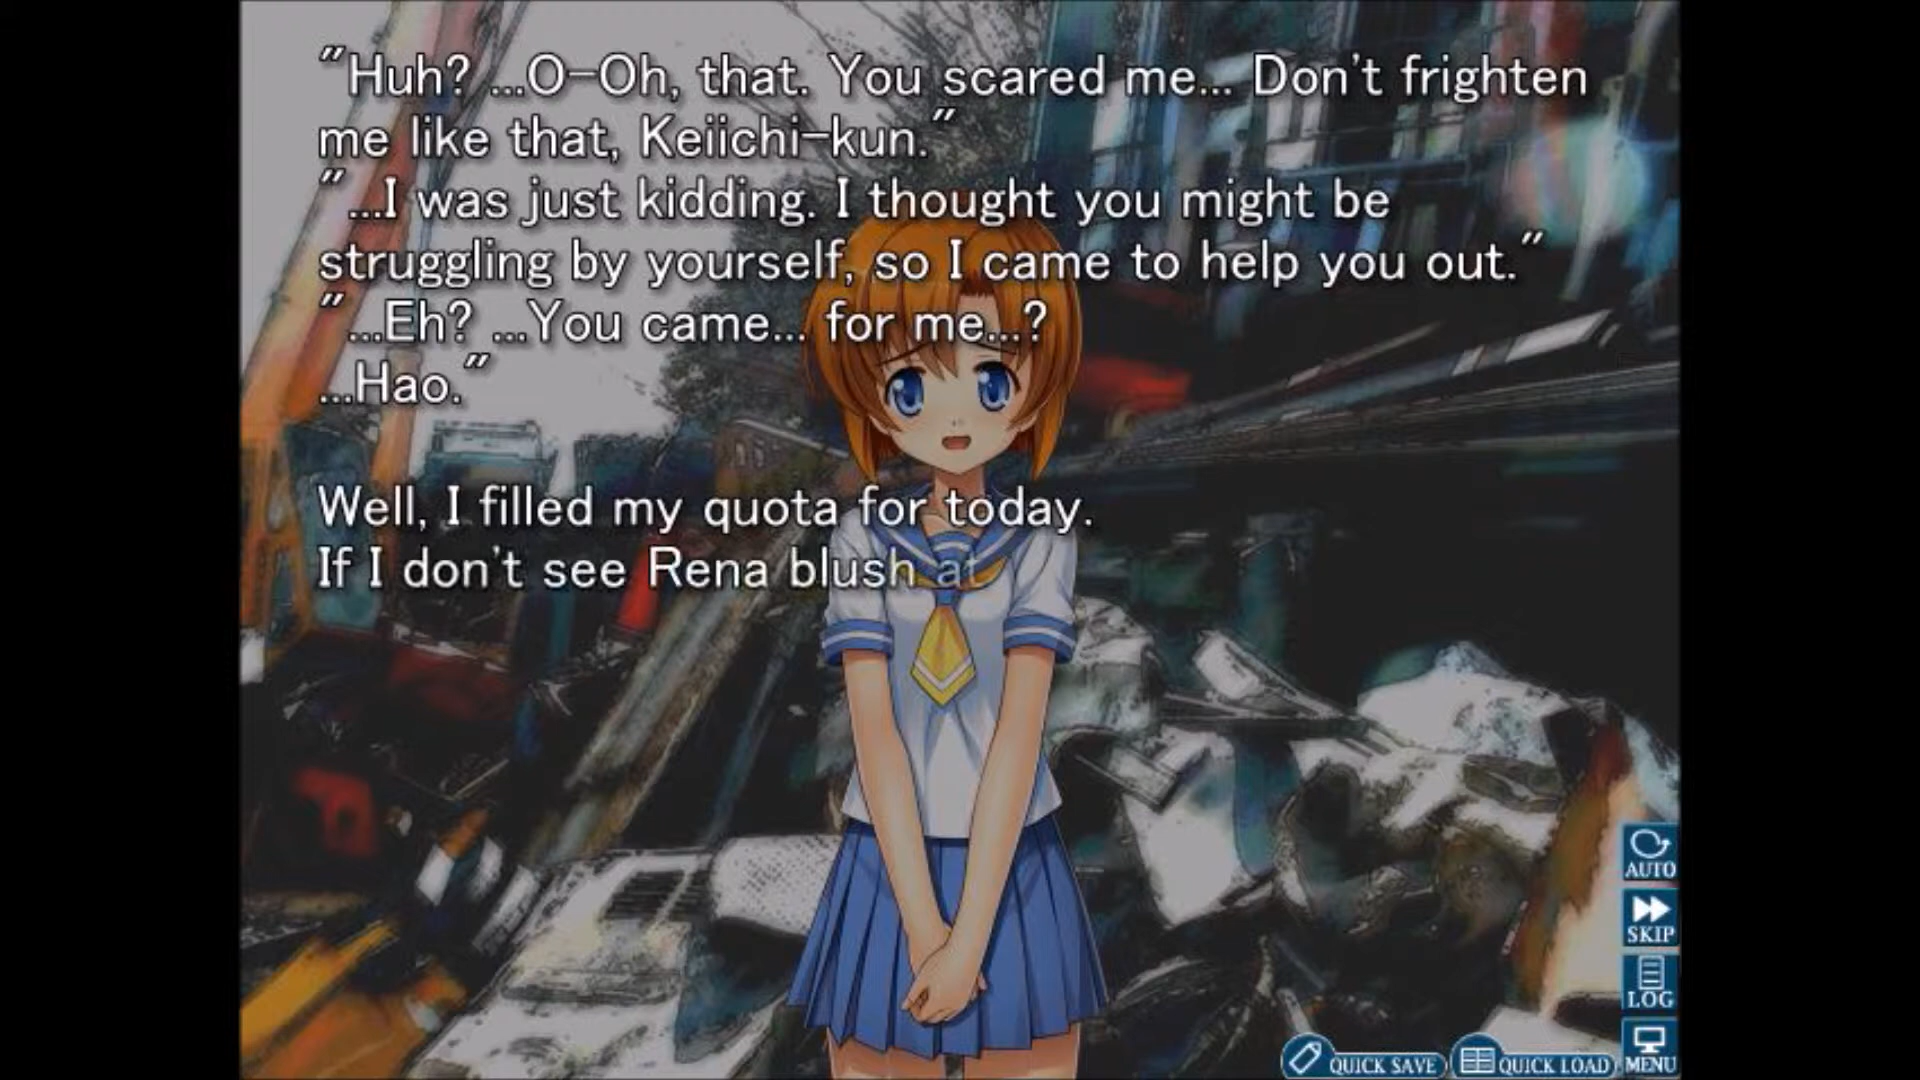 "Huh? ...O-Oh, that. You scared me... Don't frighten
me like that, Keiichi-kun."
"...I was just kidding. I thought you might be
struggling by yourself, so I came to help you out."
"...Eh? ...You came... for me...?
...Hao."
Well, I filled my quota for today.
If I don't see Rena blush at
AUTO
SKIP
LOG
MENU
QUICK SAVE
QUICK LOAD